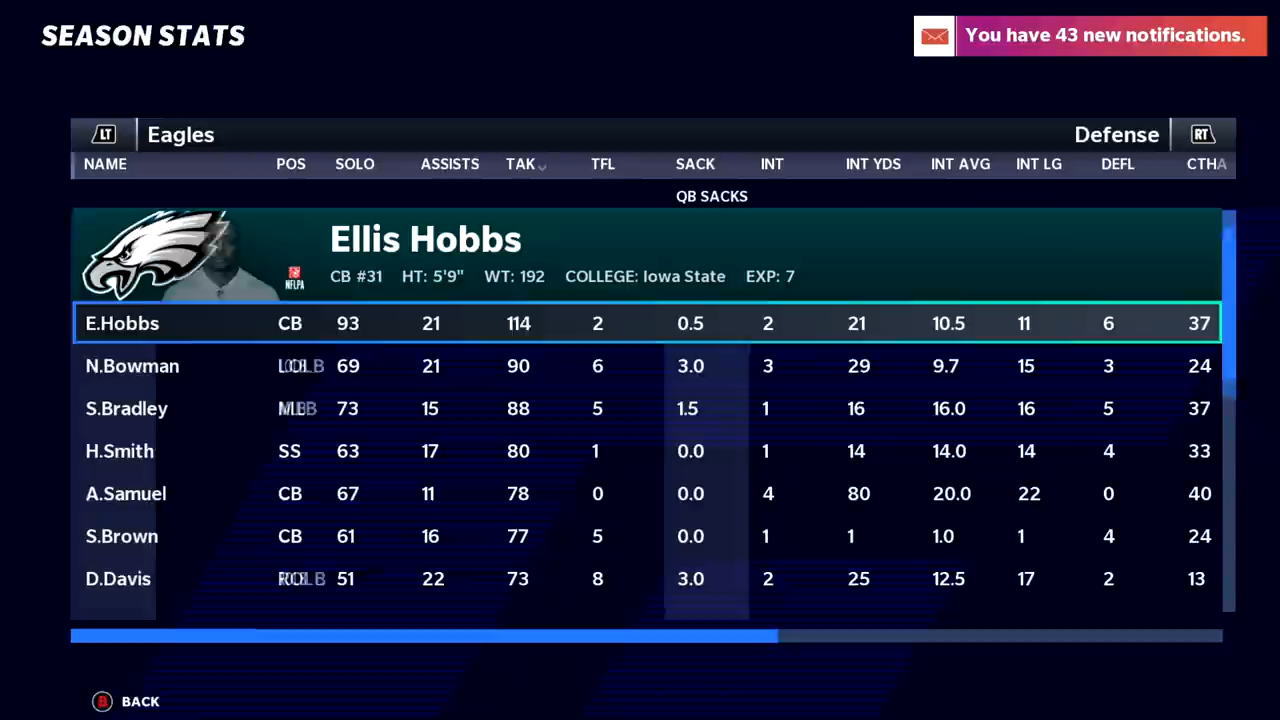 SEASON STATS
You have 43 new notifications.
LT Eagles Defense RT
NAME POS SOLO ASSISTS TAK TFL SACK INT INT YDS INT AVG INT LG DEFL CTHA
QB SACKS
Ellis Hobbs
NFLPA CB #31 HT: 5'9" WT: 192 COLLEGE: Iowa State EXP: 7
E.Hobbs CB 93 21 114 2 0.5 2 21 10.5 11 6 37
N.Bowman 69 21 90 6 3.0 3 29 9.7 15 3 24
S.Bradley 73 15 88 5 1.5 1 16 16.0 16 5 37
H.Smith SS 63 17 80 1 0.0 1 14 14.0 14 4 33
A.Samuel CB 67 11 78 0 0.0 4 80 20.0 22 0 40
S.Brown CB 61 16 77 5 0.0 1 1 1.0 1 4 24
D.Davis 51 22 73 8 3.0 2 25 12.5 17 2 13
B BACK